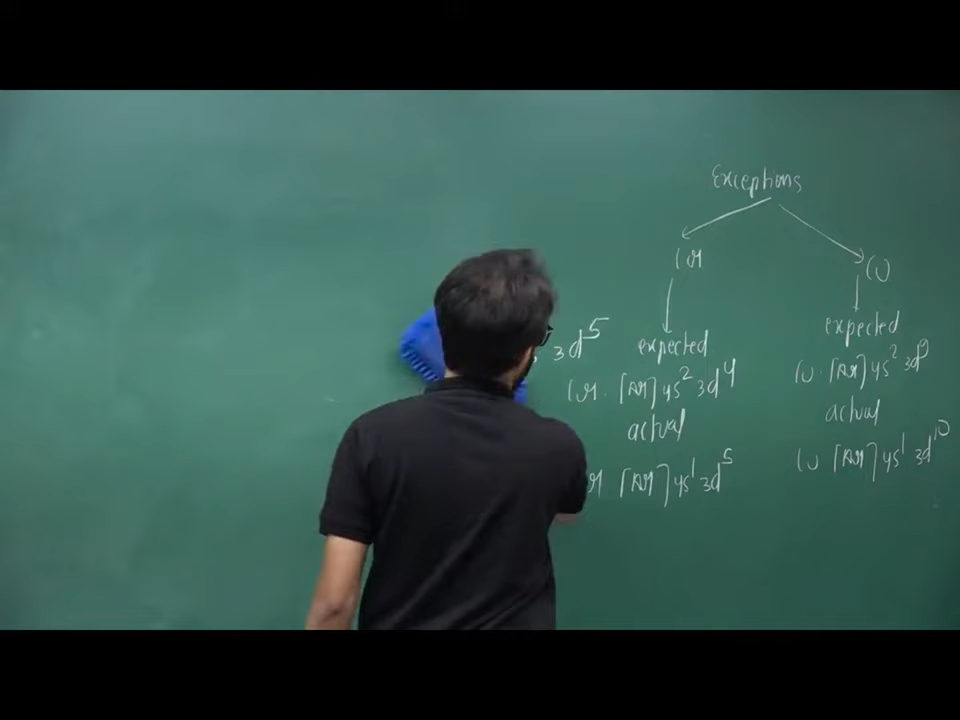 Exceptions
Cr
Cu
3d⁵
expected
Cr. [Ar] 4s² 3d⁴
actual
Cr [Ar] 4s¹ 3d⁵
expected
Cu. [Ar] 4s² 3d⁹
actual
Cu [Ar] 4s¹ 3d¹⁰